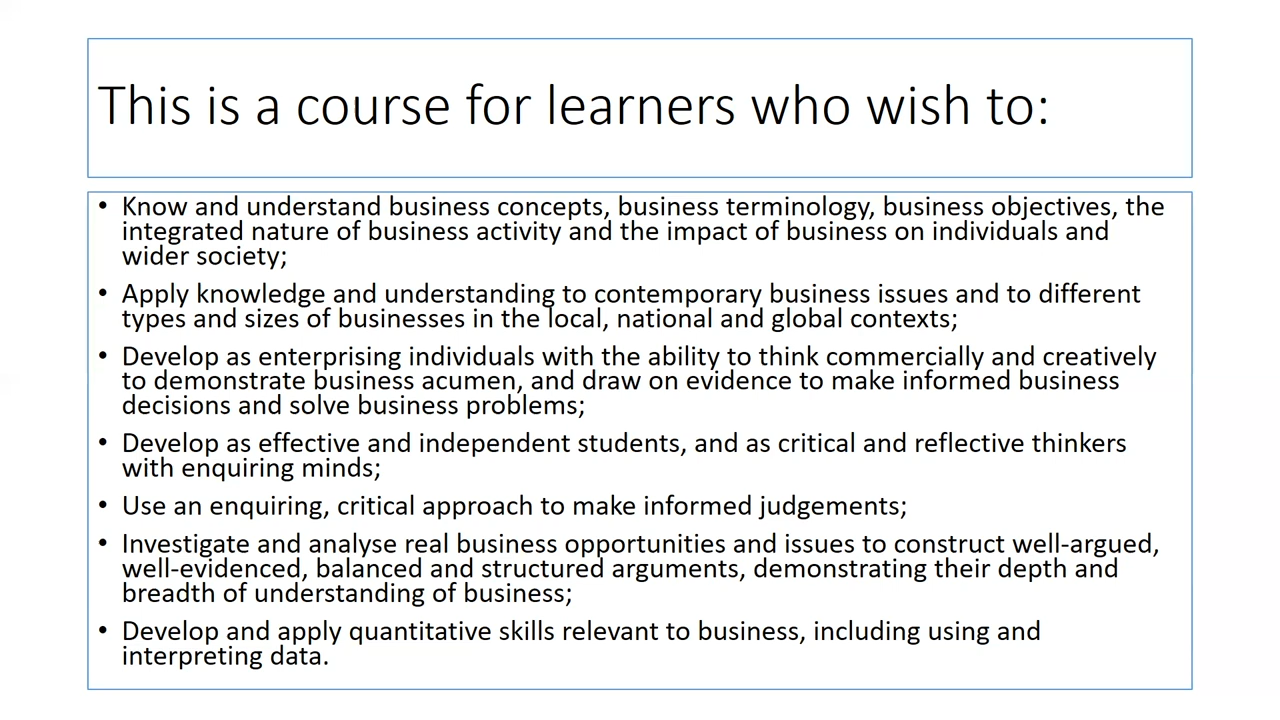 This is a course for learners who wish to:
• Know and understand business concepts, business terminology, business objectives, the
integrated nature of business activity and the impact of business on individuals and
wider society;
• Apply knowledge and understanding to contemporary business issues and to different
types and sizes of businesses in the local, national and global contexts;
• Develop as enterprising individuals with the ability to think commercially and creatively
to demonstrate business acumen, and draw on evidence to make informed business
decisions and solve business problems;
• Develop as effective and independent students, and as critical and reflective thinkers
with enquiring minds;
• Use an enquiring, critical approach to make informed judgements;
• Investigate and analyse real business opportunities and issues to construct well-argued,
well-evidenced, balanced and structured arguments, demonstrating their depth and
breadth of understanding of business;
• Develop and apply quantitative skills relevant to business, including using and
interpreting data.